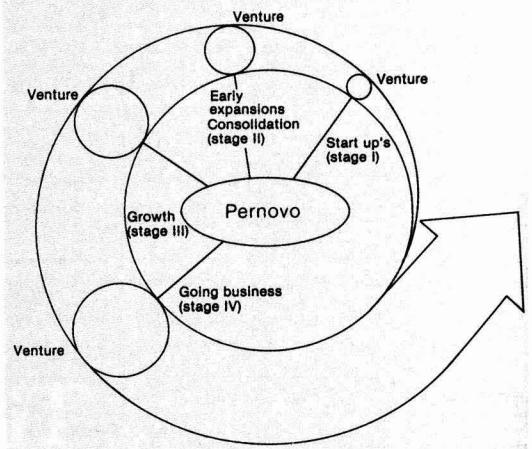 Venture
Venture
Venture
Early
expansions
Consolidation
(stage II)
Start up's
(stage I)
Growth
(stage III)
Pernovo
Going business
(stage IV)
Venture